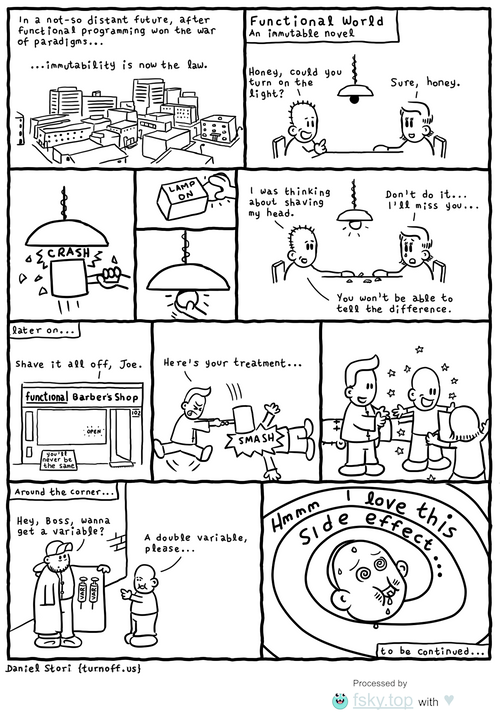 In a not-so distant future, after
functional programming won the war
of paradigms...
...immutability is now the law.
Functional World
An immutable novel
Honey, could you
turn on the
light?
Sure, honey.
CRASH
LAMP
ON
I was thinking
about shaving
my head.
Don't do it...
I'll miss you...
You won't be able to
tell the difference.
later on...
Shave it all off, Joe.
functional Barber's Shop
OPEN
102
you'll
never be
the same
Here's your treatment...
SMASH
Around the corner...
Hey, Boss, wanna
get a variable?
VAR
VAR
A double variable,
please...
Hmmm I love this
side effect...
to be continued...
Daniel Stori {turnoff.us}
Processed by
fsky.top with ♥